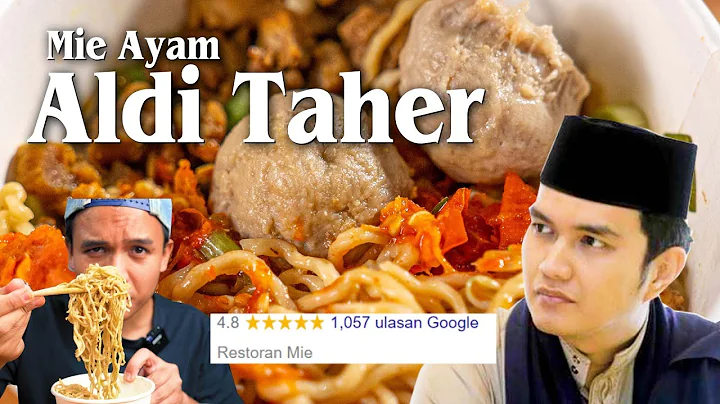 Mie Ayam
Aldi Taher
4.8 ★★★★★ 1,057 ulasan Google
Restoran Mie